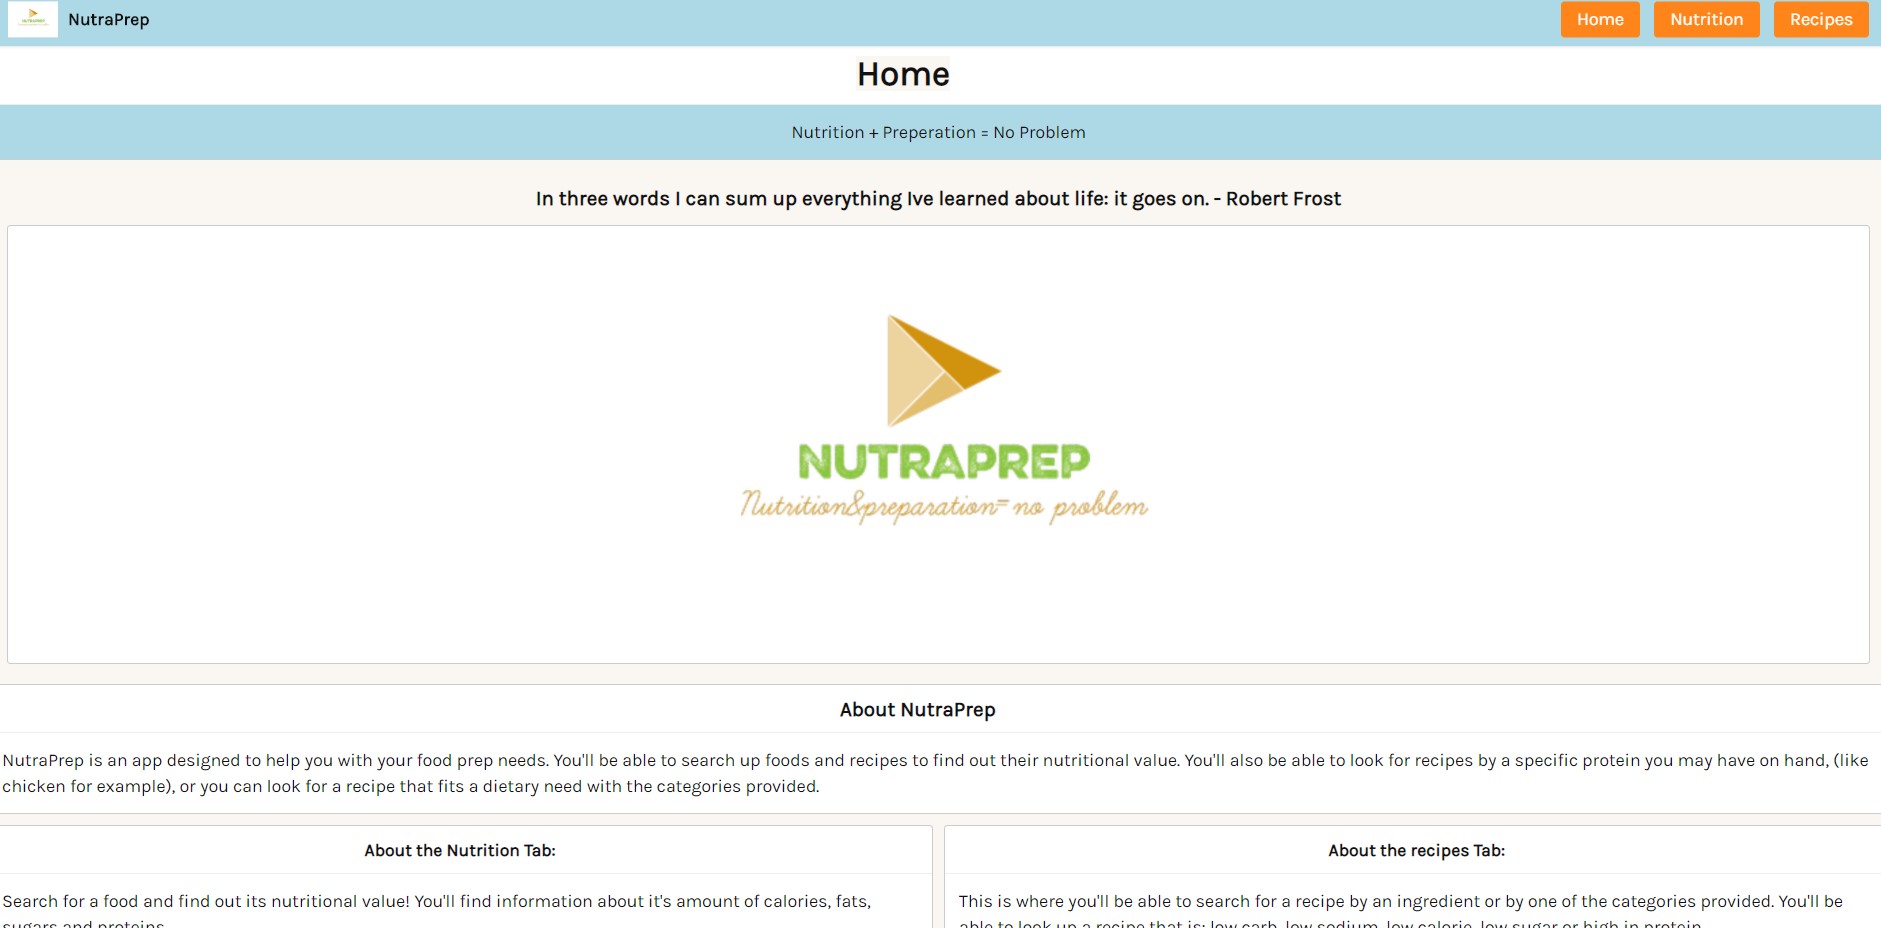 NUTRAPREP
NutraPrep
Home
Nutrition
Recipes
Home
Nutrition + Preperation = No Problem
In three words I can sum up everything Ive learned about life: it goes on. - Robert Frost
NUTRAPREP
Nutrition&preparation= no problem
About NutraPrep
NutraPrep is an app designed to help you with your food prep needs. You'll be able to search up foods and recipes to find out their nutritional value. You'll also be able to look for recipes by a specific protein you may have on hand, (like
chicken for example), or you can look for a recipe that fits a dietary need with the categories provided.
About the Nutrition Tab:
Search for a food and find out its nutritional value! You'll find information about it's amount of calories, fats,
sugars and proteins.
About the recipes Tab:
This is where you'll be able to search for a recipe by an ingredient or by one of the categories provided. You'll be
able to look up a recipe that is: low carb, low sodium, low calorie, low sugar or high in protein.